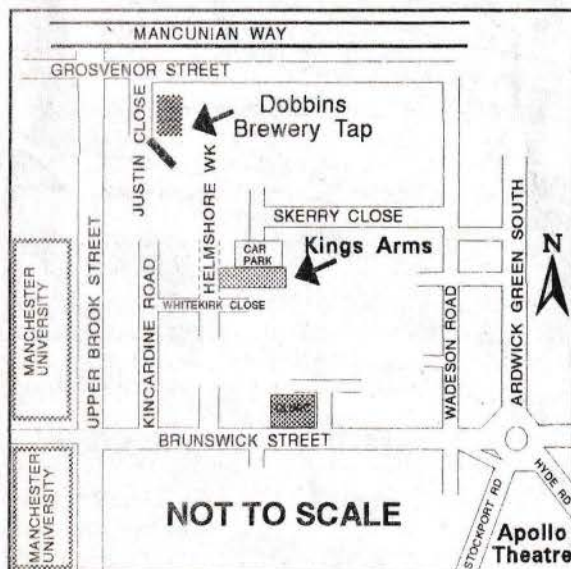 MANCUNIAN WAY
GROSVENOR STREET
JUSTIN CLOSE
Dobbins
Brewery Tap
HELMSHORE WK
SKERRY CLOSE
CAR
PARK
Kings Arms
N
MANCHESTER
UNIVERSITY
UPPER BROOK STREET
KINCARDINE ROAD
WHITEKIRK CLOSE
WADESON ROAD
ARDWICK GREEN SOUTH
BRUNSWICK STREET
MANCHESTER
UNIVERSITY
NOT TO SCALE
STOCKPORT RD
HYDE RD
Apollo
Theatre